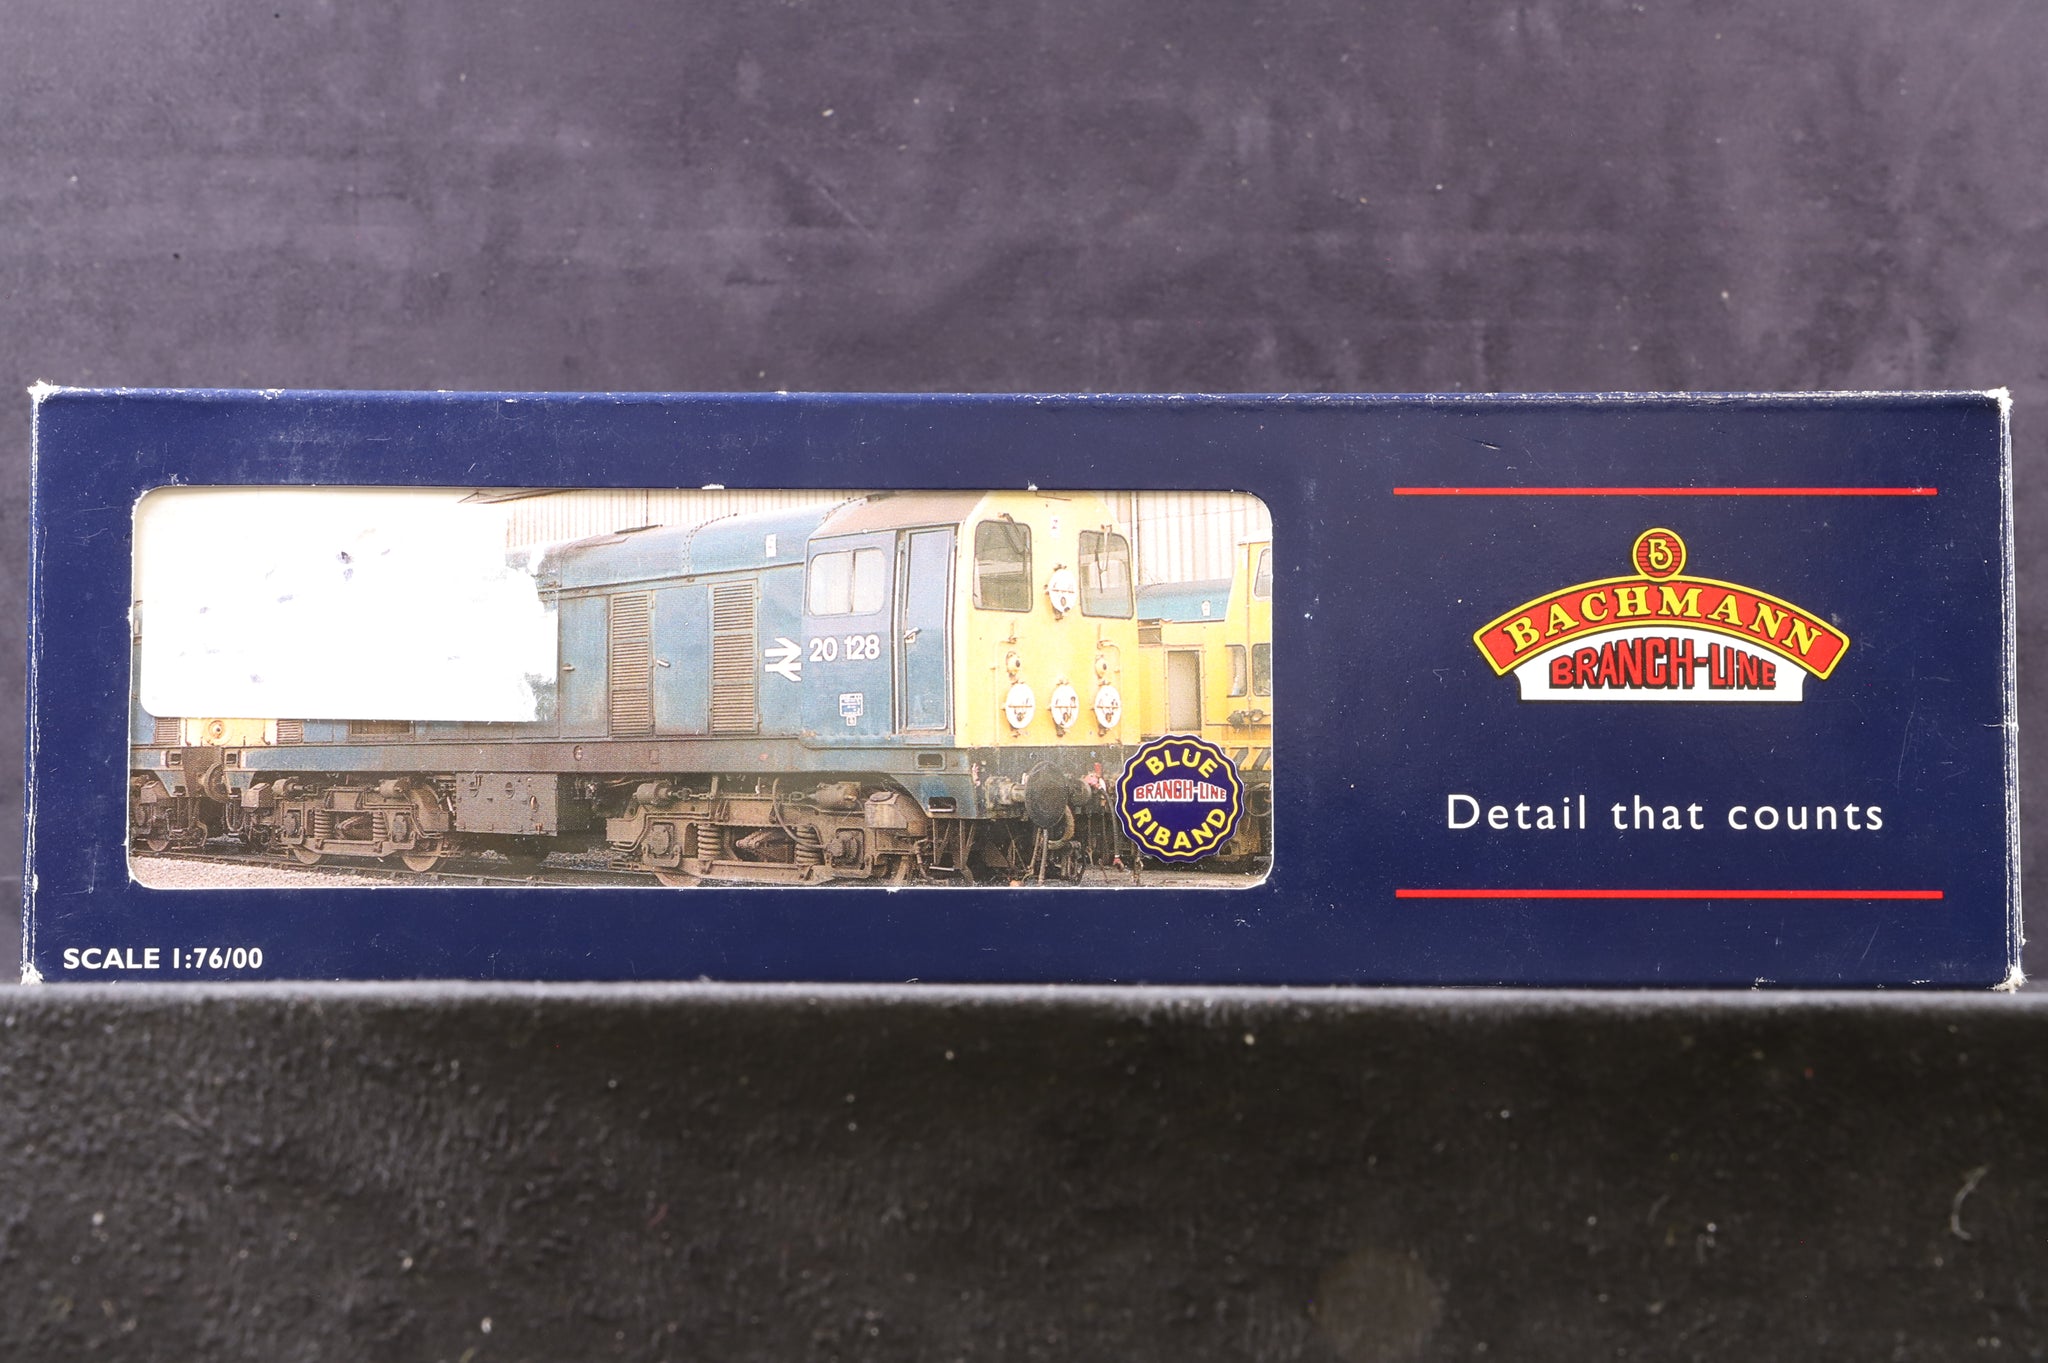 20 128
BLUE
BRANCH-LINE
RIBAND
SCALE 1:76/00
B
BACHMANN
BRANCH-LINE
Detail that counts